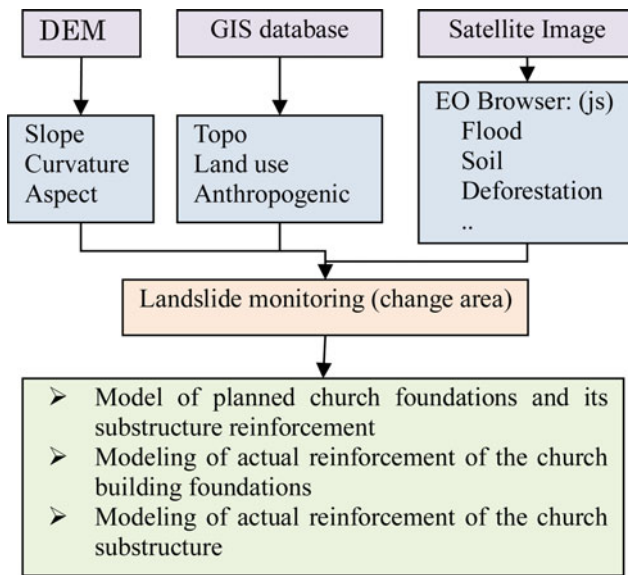 DEM
GIS database
Satellite Image
Slope
Curvature
Aspect
Topo
Land use
Anthropogenic
EO Browser: (js)
Flood
Soil
Deforestation
..
Landslide monitoring (change area)
➢ Model of planned church foundations and its
substructure reinforcement
➢ Modeling of actual reinforcement of the church
building foundations
➢ Modeling of actual reinforcement of the church
substructure